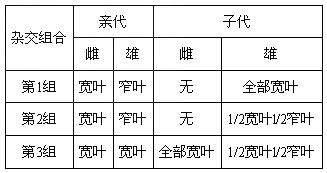 杂交组合 亲代 子代
雌 雄 雌 雄
第1组 宽叶 窄叶 无 全部宽叶
第2组 宽叶 窄叶 无 1/2宽叶1/2窄叶
第3组 宽叶 宽叶 全部宽叶 1/2宽叶1/2窄叶